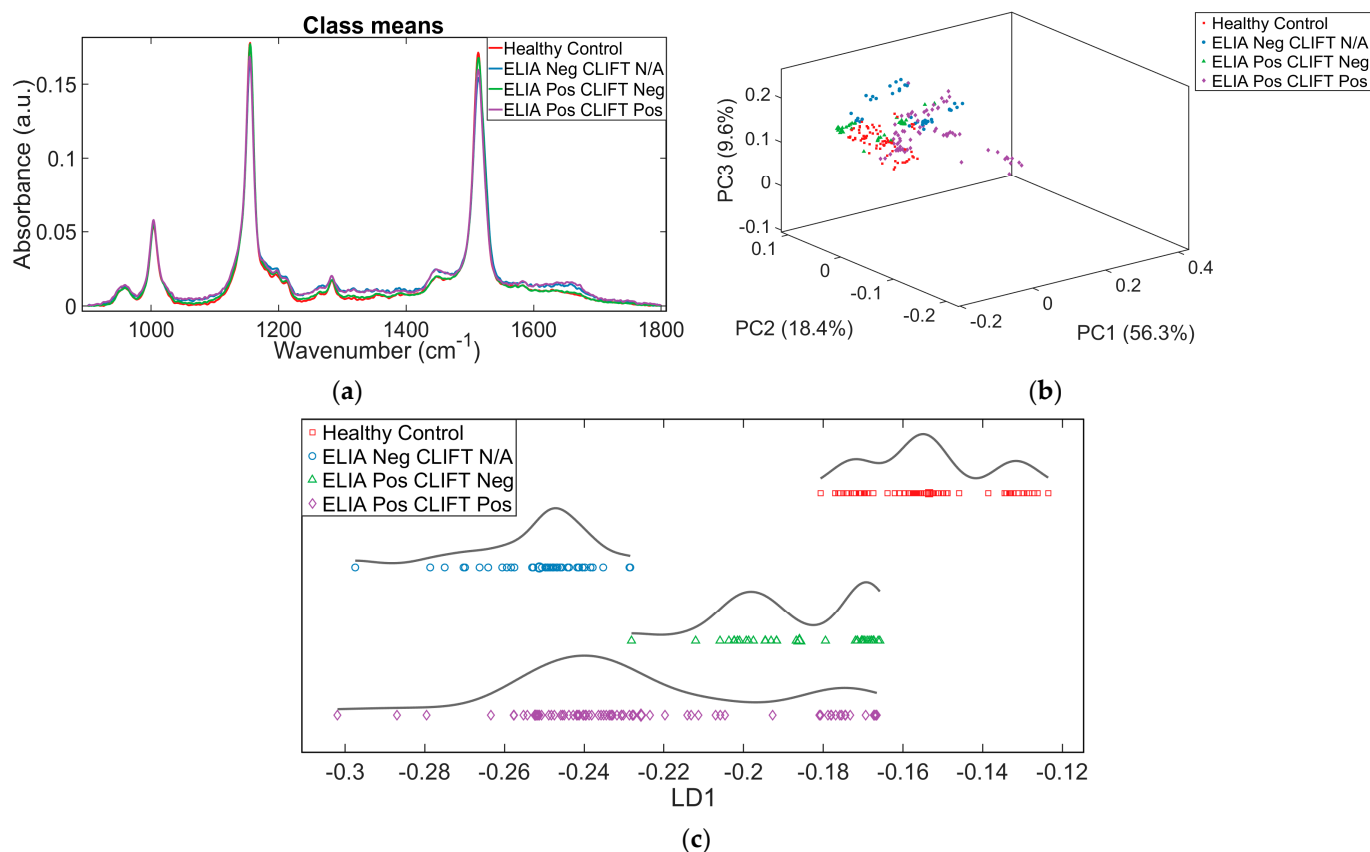 Class means
Healthy Control
ELIA Neg CLIFT N/A
ELIA Pos CLIFT Neg
ELIA Pos CLIFT Pos
Absorbance (a.u.)
0.15
0.1
0.05
0
1000
1200
1400
1600
1800
Wavenumber (cm⁻¹)
(a)
Healthy Control
ELIA Neg CLIFT N/A
ELIA Pos CLIFT Neg
ELIA Pos CLIFT Pos
PC3 (9.6%)
0.2
0.1
0
-0.1
0.1
0
-0.1
-0.2
PC2 (18.4%)
-0.2
0
0.2
0.4
PC1 (56.3%)
(b)
Healthy Control
ELIA Neg CLIFT N/A
ELIA Pos CLIFT Neg
ELIA Pos CLIFT Pos
-0.3 -0.28 -0.26 -0.24 -0.22 -0.2 -0.18 -0.16 -0.14 -0.12
LD1
(c)